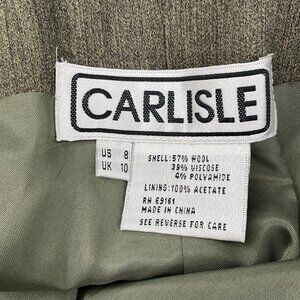 CARLISLE
US 8
UK 10
SHELL: 57% WOOL
39% VISCOSE
4% POLYAMIDE
LINING: 100% ACETATE
RN 69161
MADE IN CHINA
SEE REVERSE FOR CARE